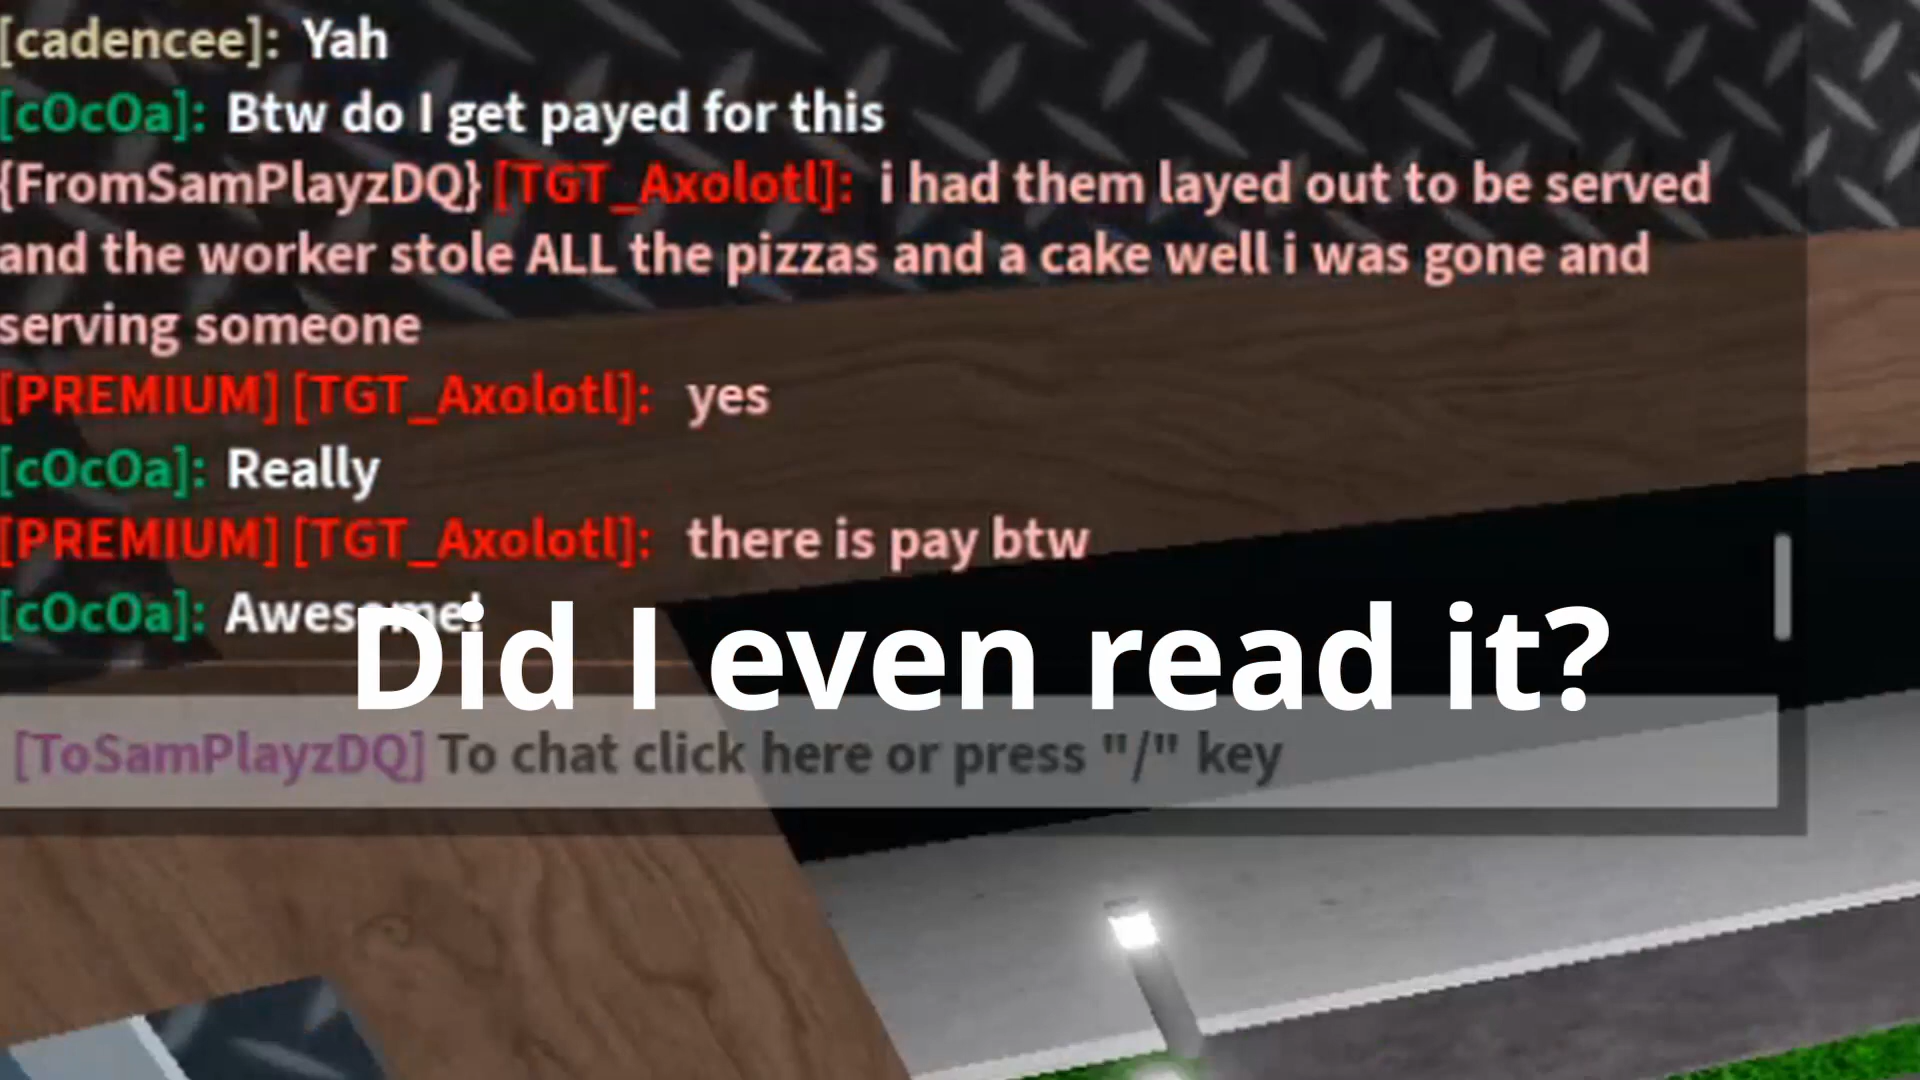 [cadencee]: Yah
[cOcOa]: Btw do I get payed for this
{FromSamPlayzDQ} [TGT_Axolotl]: i had them layed out to be served
and the worker stole ALL the pizzas and a cake well i was gone and
serving someone
[PREMIUM] [TGT_Axolotl]: yes
[cOcOa]: Really
[PREMIUM] [TGT_Axolotl]: there is pay btw
[cOcOa]: Awesome!
Did I even read it?
[ToSamPlayzDQ] To chat click here or press "/" key